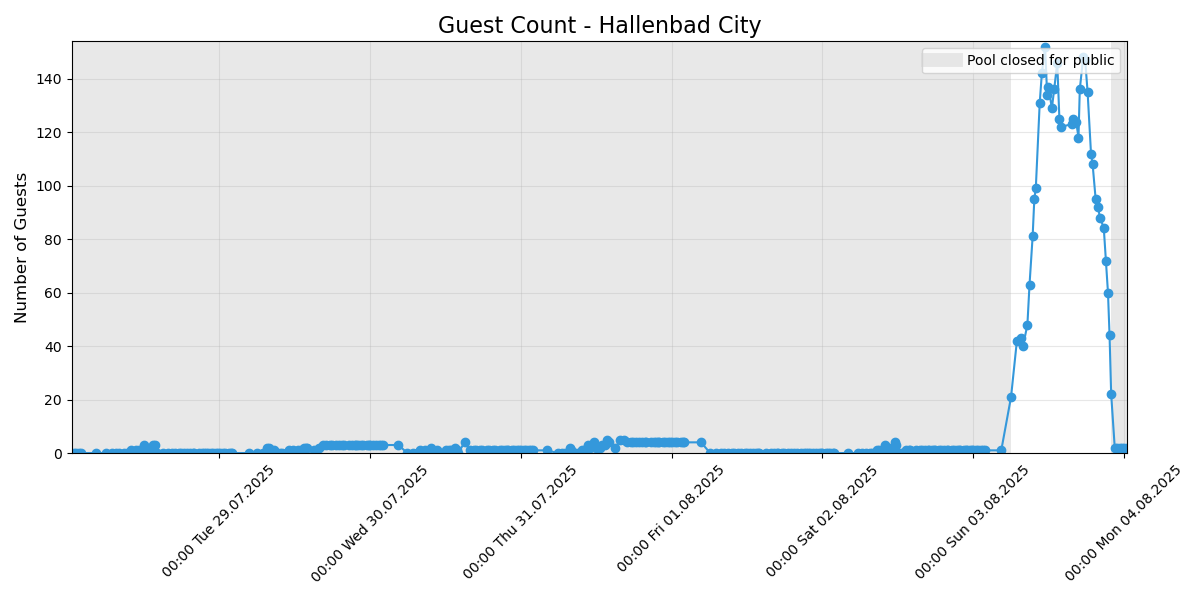 Guest Count - Hallenbad City
Pool closed for public
Number of Guests
140
120
100
80
60
40
20
0
00:00 Tue 29.07.2025
00:00 Wed 30.07.2025
00:00 Thu 31.07.2025
00:00 Fri 01.08.2025
00:00 Sat 02.08.2025
00:00 Sun 03.08.2025
00:00 Mon 04.08.2025